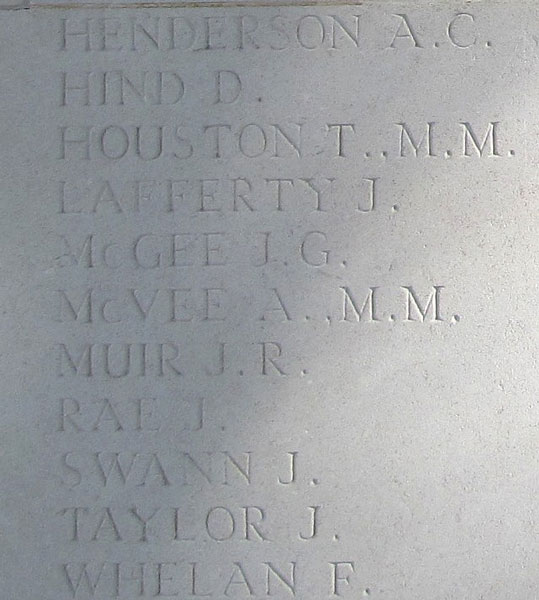 HENDERSON A.C.
HIND D.
HOUSTON T., M.M.
LAFFERTY J.
McGEE J.G.
McVEE A., M.M.
MUIR J.R.
RAE J.
SWANN J.
TAYLOR J.
WHELAN F.